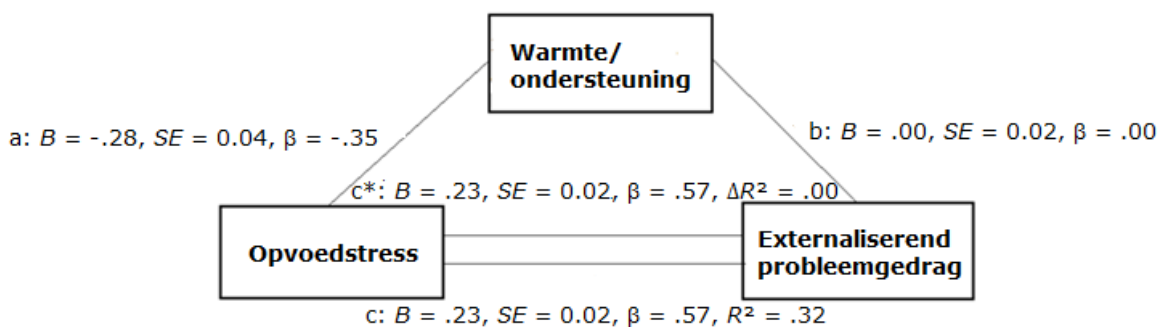 Warmte/
ondersteuning
a: B = -.28, SE = 0.04, β = -.35
b: B = .00, SE = 0.02, β = .00
c*: B = .23, SE = 0.02, β = .57, ΔR² = .00
Opvoedstress
Externaliserend
probleemgedrag
c: B = .23, SE = 0.02, β = .57, R² = .32